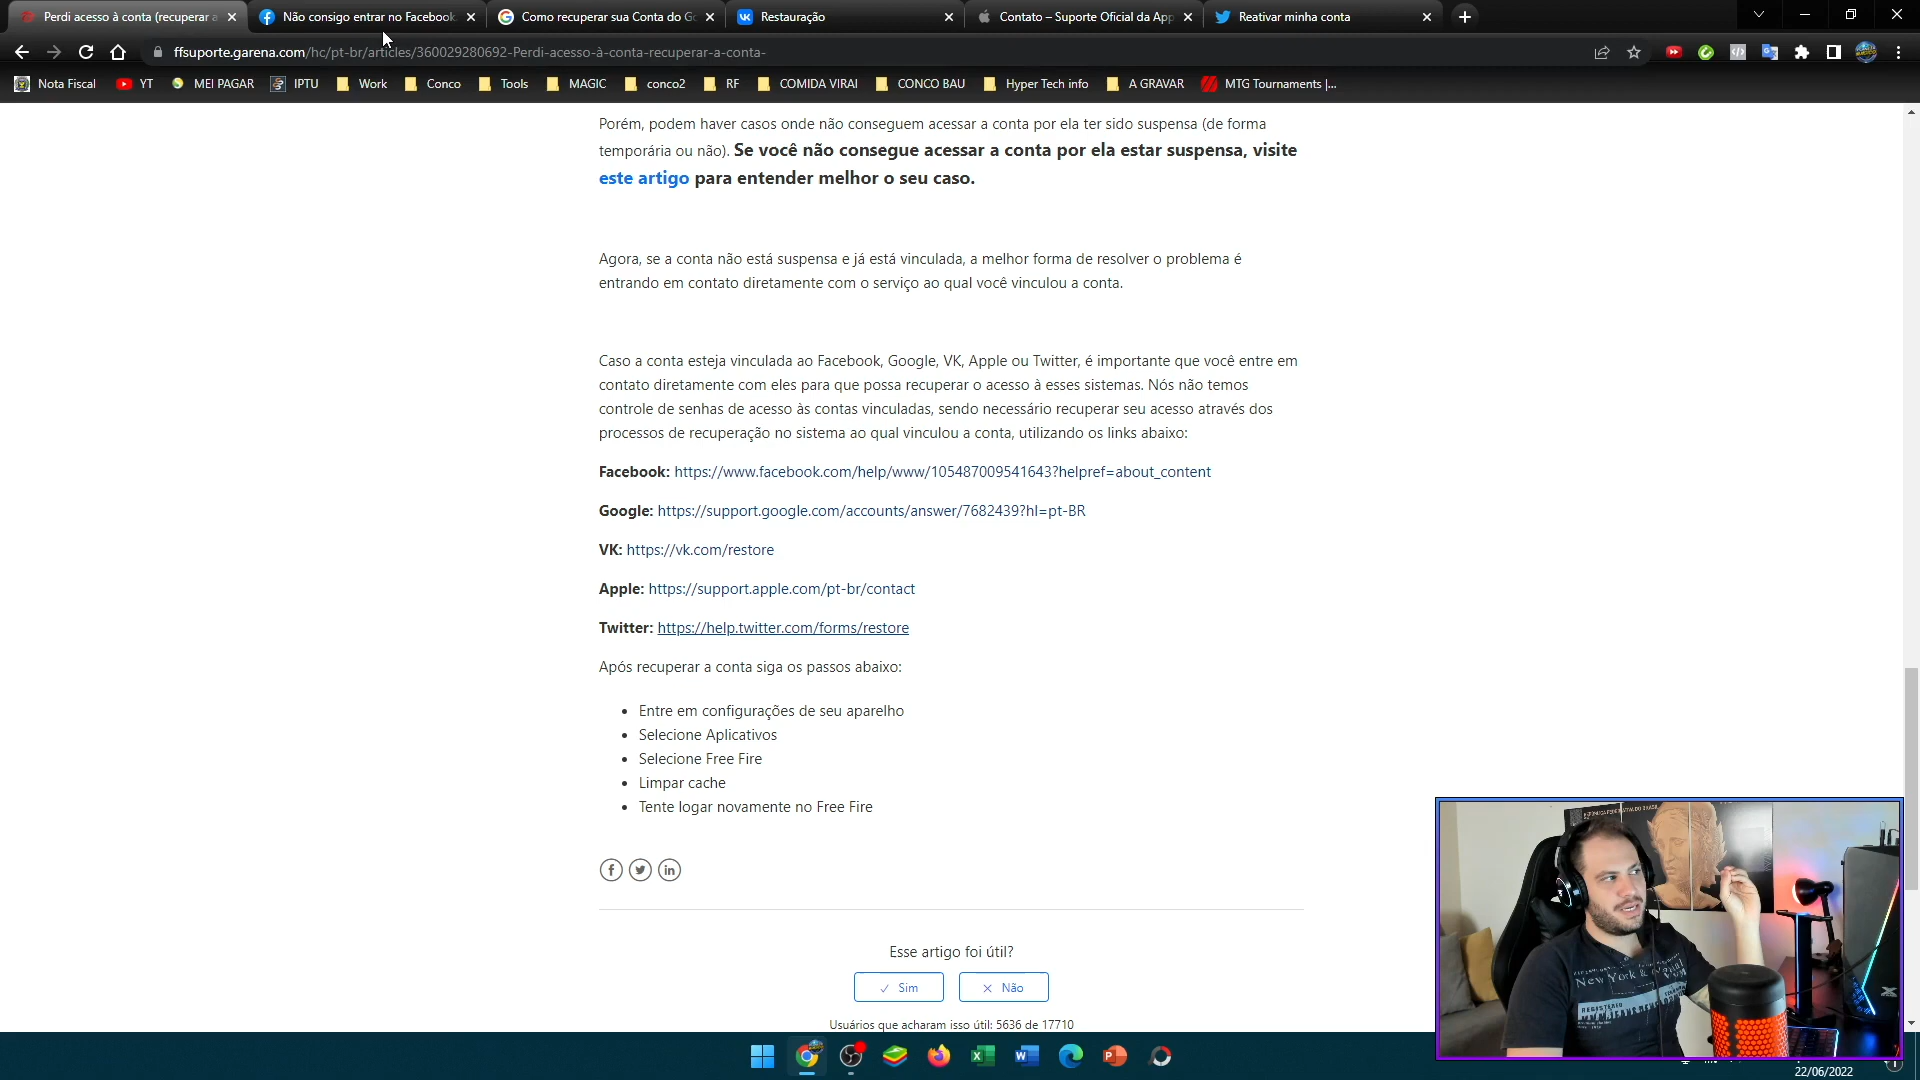 Perdi acesso à conta (recuperar a
Não consigo entrar no Facebook.
Como recuperar sua Conta do Go
Restauração
Contato – Suporte Oficial da App
Reativar minha conta
ffsuporte.garena.com/hc/pt-br/articles/360029280692-Perdi-acesso-à-conta-recuperar-a-conta-
Nota Fiscal
YT
MEI PAGAR
IPTU
Work
Conco
Tools
MAGIC
conco2
RF
COMIDA VIRAI
CONCO BAU
Hyper Tech info
A GRAVAR
MTG Tournaments |...
Porém, podem haver casos onde não conseguem acessar a conta por ela ter sido suspensa (de forma
temporária ou não). Se você não consegue acessar a conta por ela estar suspensa, visite
este artigo para entender melhor o seu caso.
Agora, se a conta não está suspensa e já está vinculada, a melhor forma de resolver o problema é
entrando em contato diretamente com o serviço ao qual você vinculou a conta.
Caso a conta esteja vinculada ao Facebook, Google, VK, Apple ou Twitter, é importante que você entre em
contato diretamente com eles para que possa recuperar o acesso à esses sistemas. Nós não temos
controle de senhas de acesso às contas vinculadas, sendo necessário recuperar seu acesso através dos
processos de recuperação no sistema ao qual vinculou a conta, utilizando os links abaixo:
Facebook: https://www.facebook.com/help/www/105487009541643?helpref=about_content
Google: https://support.google.com/accounts/answer/7682439?hl=pt-BR
VK: https://vk.com/restore
Apple: https://support.apple.com/pt-br/contact
Twitter: https://help.twitter.com/forms/restore
Após recuperar a conta siga os passos abaixo:
• Entre em configurações de seu aparelho
• Selecione Aplicativos
• Selecione Free Fire
• Limpar cache
• Tente logar novamente no Free Fire
Esse artigo foi útil?
Sim
Não
Usuários que acharam isso útil: 5636 de 17710
New York &
22/06/2022